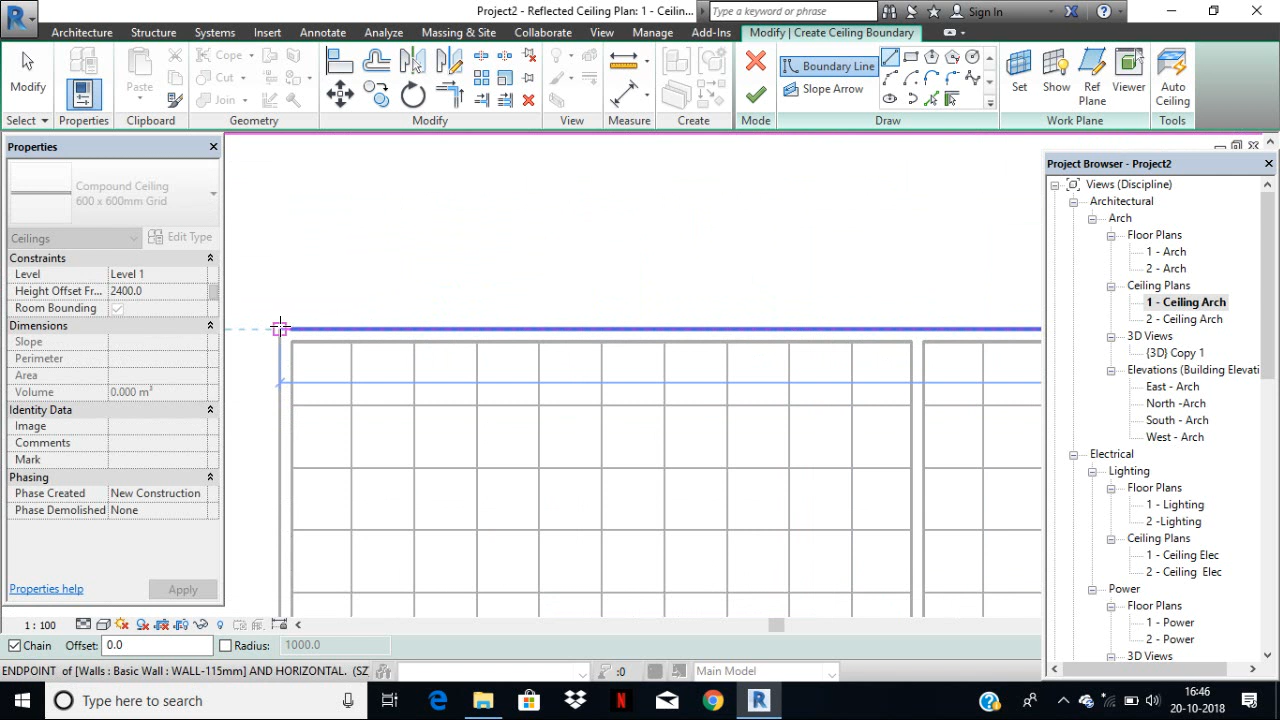 Project2 - Reflected Ceiling Plan: 1 - Ceilin...
Type a keyword or phrase
Sign In
Architecture Structure Systems Insert Annotate Analyze Massing & Site Collaborate View Manage Add-Ins Modify | Create Ceiling Boundary
Modify
Paste
Cope
Cut
Join
Boundary Line
Slope Arrow
Set Show Ref Plane Viewer Auto Ceiling
Select Properties Clipboard Geometry Modify View Measure Create Mode Draw Work Plane Tools
Properties
Compound Ceiling
600 x 600mm Grid
Ceilings
Edit Type
Constraints
Level Level 1
Height Offset Fr... 2400.0
Room Bounding
Dimensions
Slope
Perimeter
Area
Volume 0.000 m³
Identity Data
Image
Comments
Mark
Phasing
Phase Created New Construction
Phase Demolished None
Properties help
Apply
Project Browser - Project2
Views (Discipline)
Architectural
Arch
Floor Plans
1 - Arch
2 - Arch
Ceiling Plans
1 - Ceiling Arch
2 - Ceiling Arch
3D Views
{3D} Copy 1
Elevations (Building Elevati
East - Arch
North -Arch
South - Arch
West - Arch
Electrical
Lighting
Floor Plans
1 - Lighting
2 -Lighting
Ceiling Plans
1 - Ceiling Elec
2 - Ceiling Elec
Power
Floor Plans
1 - Power
2 - Power
3D Views
1 : 100
Chain Offset: 0.0 Radius: 1000.0
ENDPOINT of [Walls : Basic Wall : WALL-115mm] AND HORIZONTAL. (SZ
:0
Main Model
Type here to search
16:46
20-10-2018